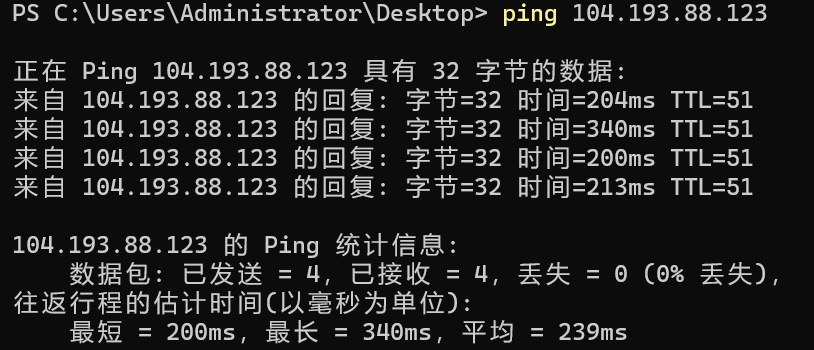 PS C:\Users\Administrator\Desktop> ping 104.193.88.123
正在 Ping 104.193.88.123 具有 32 字节的数据:
来自 104.193.88.123 的回复: 字节=32 时间=204ms TTL=51
来自 104.193.88.123 的回复: 字节=32 时间=340ms TTL=51
来自 104.193.88.123 的回复: 字节=32 时间=200ms TTL=51
来自 104.193.88.123 的回复: 字节=32 时间=213ms TTL=51
104.193.88.123 的 Ping 统计信息:
数据包: 已发送 = 4，已接收 = 4，丢失 = 0 (0% 丢失)，
往返行程的估计时间(以毫秒为单位):
最短 = 200ms，最长 = 340ms，平均 = 239ms